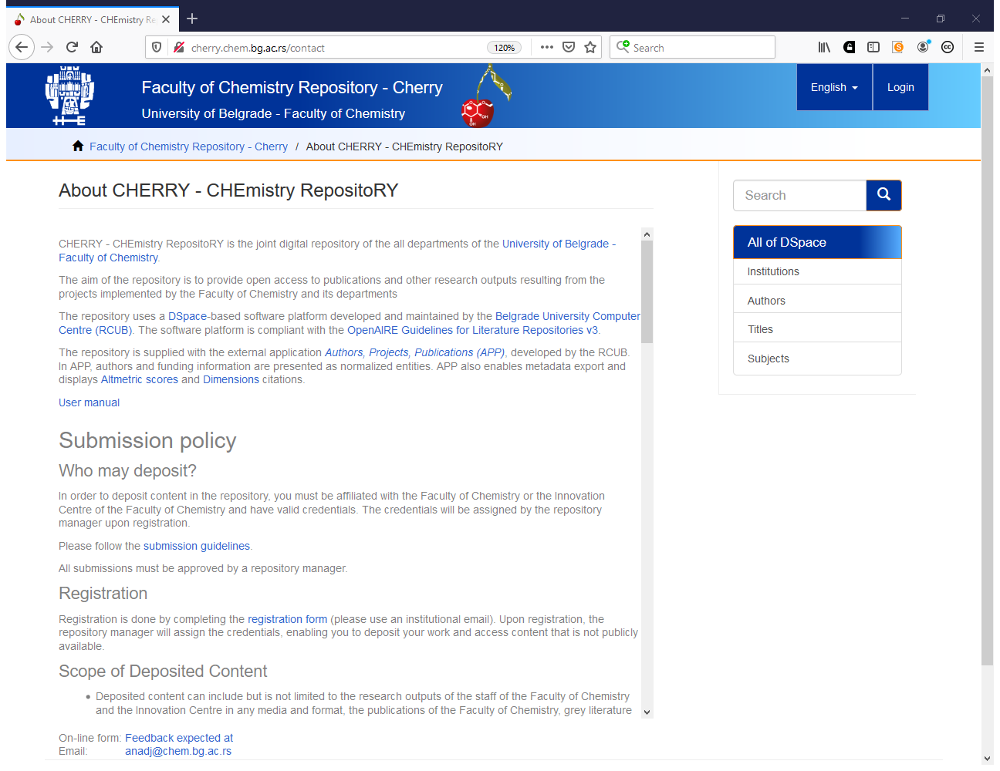 About CHERRY - CHEmistry Re
cherry.chem.bg.ac.rs/contact
120%
Search
Faculty of Chemistry Repository - Cherry
University of Belgrade - Faculty of Chemistry
English
Login
Faculty of Chemistry Repository - Cherry / About CHERRY - CHEmistry RepositoRY
About CHERRY - CHEmistry RepositoRY
CHERRY - CHEmistry RepositoRY is the joint digital repository of the all departments of the University of Belgrade -
Faculty of Chemistry.
The aim of the repository is to provide open access to publications and other research outputs resulting from the
projects implemented by the Faculty of Chemistry and its departments
The repository uses a DSpace-based software platform developed and maintained by the Belgrade University Computer
Centre (RCUB). The software platform is compliant with the OpenAIRE Guidelines for Literature Repositories v3.
The repository is supplied with the external application Authors, Projects, Publications (APP), developed by the RCUB.
In APP, authors and funding information are presented as normalized entities. APP also enables metadata export and
displays Altmetric scores and Dimensions citations.
User manual
Submission policy
Who may deposit?
In order to deposit content in the repository, you must be affiliated with the Faculty of Chemistry or the Innovation
Centre of the Faculty of Chemistry and have valid credentials. The credentials will be assigned by the repository
manager upon registration.
Please follow the submission guidelines.
All submissions must be approved by a repository manager.
Registration
Registration is done by completing the registration form (please use an institutional email). Upon registration, the
repository manager will assign the credentials, enabling you to deposit your work and access content that is not publicly
available.
Scope of Deposited Content
• Deposited content can include but is not limited to the research outputs of the staff of the Faculty of Chemistry
and the Innovation Centre in any media and format, the publications of the Faculty of Chemistry, grey literature
On-line form: Feedback expected at
Email: anadj@chem.bg.ac.rs
Search
All of DSpace
Institutions
Authors
Titles
Subjects